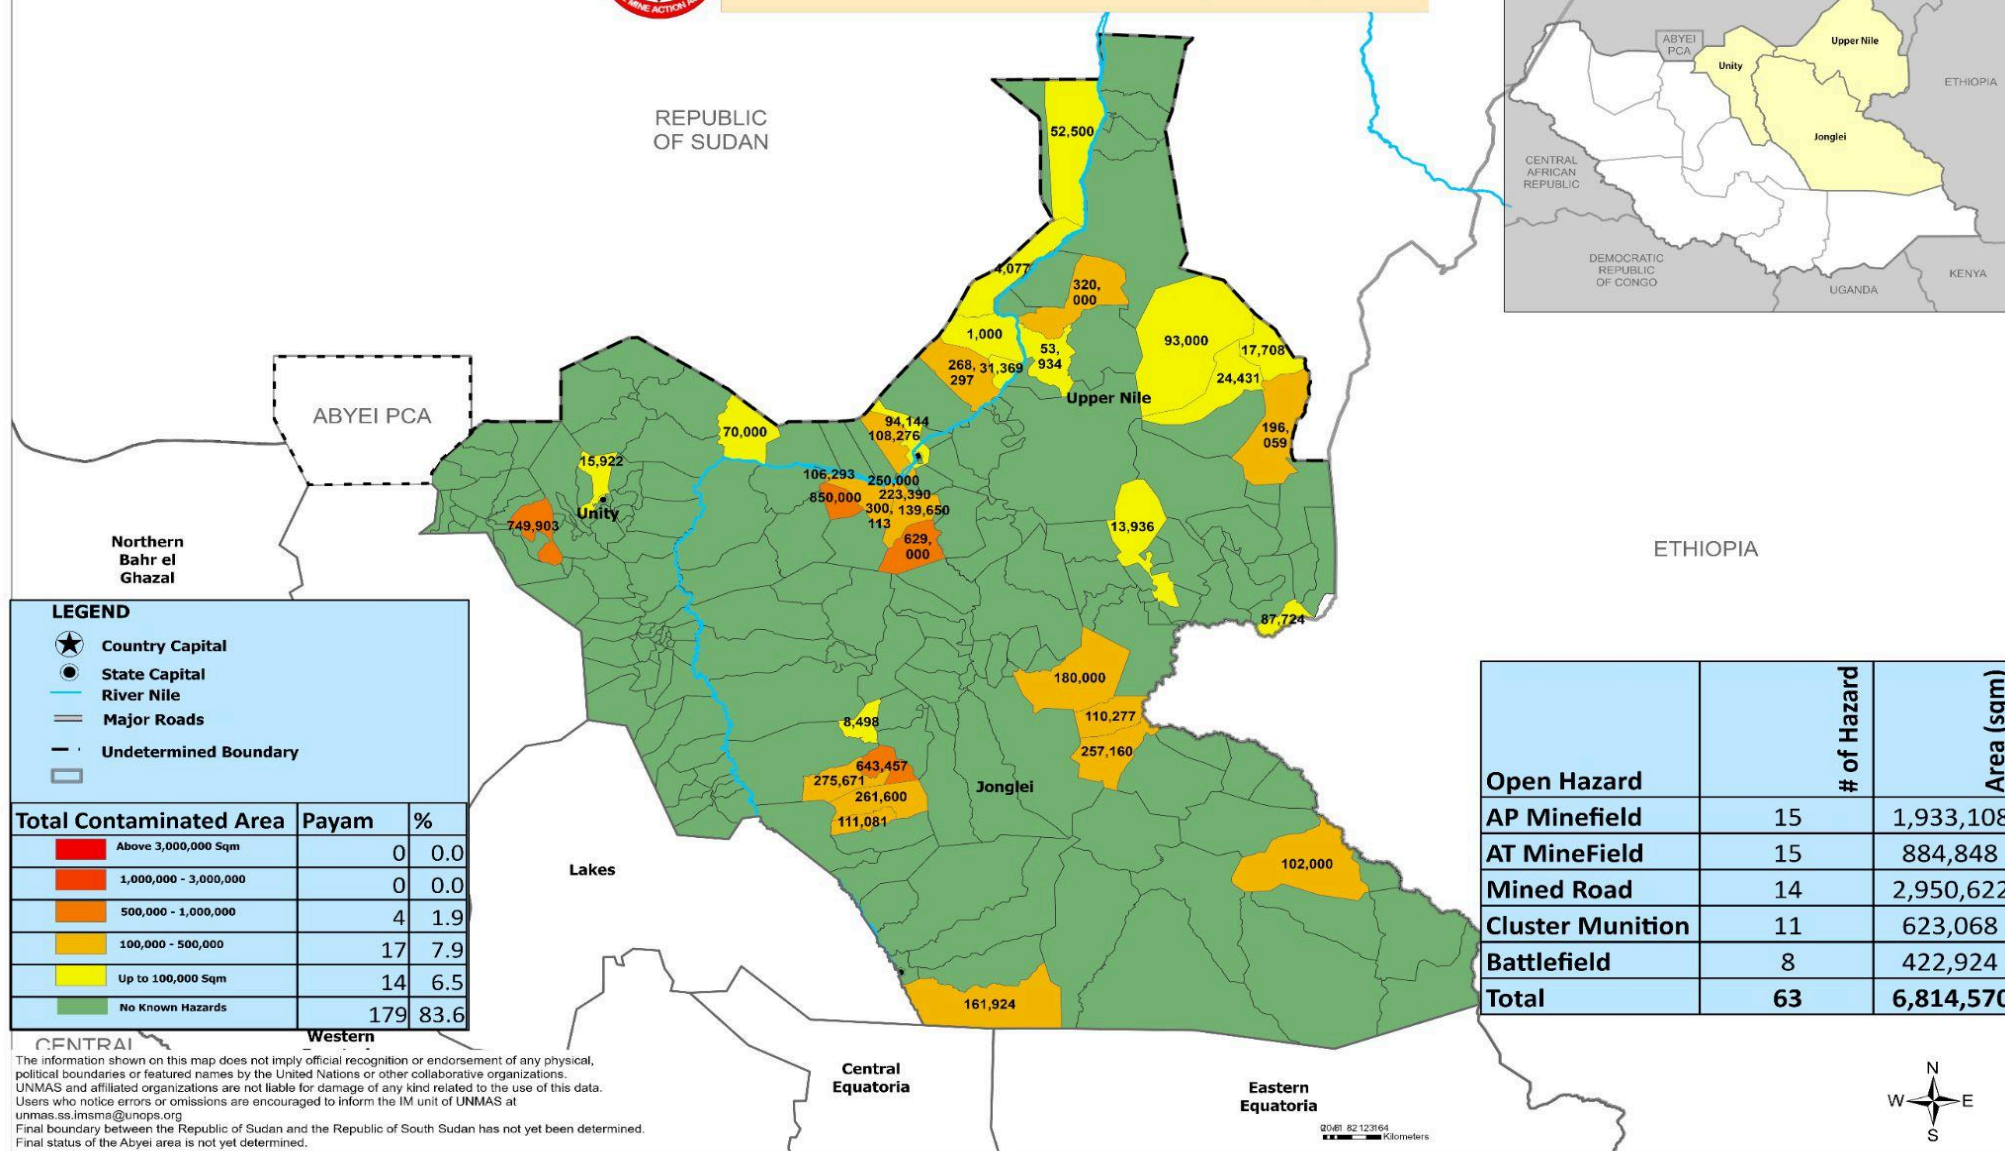 MINE ACTION
REPUBLIC
OF SUDAN
ABYEI
PCA
Unity
Upper Nile
Jonglei
ETHIOPIA
CENTRAL
AFRICAN
REPUBLIC
DEMOCRATIC
REPUBLIC
OF CONGO
UGANDA
KENYA
52,500
4,077
320,
000
1,000
53,
934
93,000
17,708
24,431
268,
297
31,369
Upper Nile
196,
059
ABYEI PCA
70,000
94,144
108,276
15,922
106,293
250,000
850,000
223,390
300,
113
139,650
Unity
749,903
629,
000
13,936
ETHIOPIA
Northern
Bahr el
Ghazal
87,724
180,000
8,498
110,277
257,160
643,457
275,671
261,600
111,081
Jonglei
102,000
Lakes
161,924
LEGEND
Country Capital
State Capital
River Nile
Major Roads
Undetermined Boundary
Total Contaminated Area Payam %
Above 3,000,000 Sqm 0 0.0
1,000,000 - 3,000,000 0 0.0
500,000 - 1,000,000 4 1.9
100,000 - 500,000 17 7.9
Up to 100,000 Sqm 14 6.5
No Known Hazards 179 83.6
Open Hazard # of Hazard Area (sqm)
AP Minefield 15 1,933,108
AT MineField 15 884,848
Mined Road 14 2,950,622
Cluster Munition 11 623,068
Battlefield 8 422,924
Total 63 6,814,570
CENTRAL
Western
Central
Equatoria
Eastern
Equatoria
The information shown on this map does not imply official recognition or endorsement of any physical,
political boundaries or featured names by the United Nations or other collaborative organizations.
UNMAS and affiliated organizations are not liable for damage of any kind related to the use of this data.
Users who notice errors or omissions are encouraged to inform the IM unit of UNMAS at
unmas.ss.imsma@unops.org
Final boundary between the Republic of Sudan and the Republic of South Sudan has not yet been determined.
Final status of the Abyei area is not yet determined.
Kilometers
N
W E
S